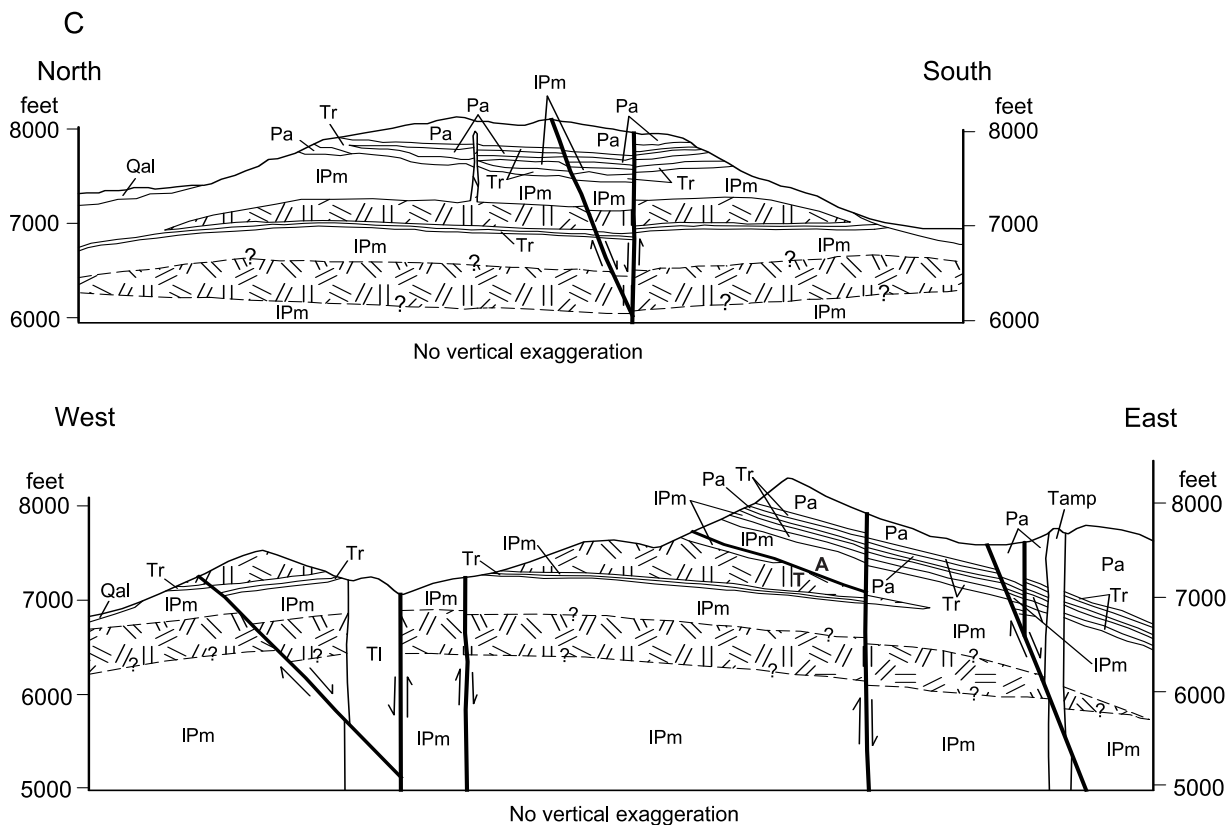 C
North
South
feet
feet
8000
8000
7000
7000
6000
6000
Qal
Pa
Tr
Pa
Pa
IPm
Pa
Pa
IPm
Tr
IPm
IPm
Tr
IPm
IPm
Tr
IPm
?
?
?
?
?
?
IPm
IPm
No vertical exaggeration
West
East
feet
feet
8000
8000
7000
7000
6000
6000
5000
5000
IPm
Pa
Tr
Pa
Pa
Pa
Tamp
Pa
Qal
Tr
Tr
Tr
IPm
IPm
A
T
Pa
Tr
Tr
IPm
IPm
IPm
IPm
IPm
IPm
?
?
?
?
?
?
?
?
?
?
?
?
Tl
IPm
IPm
IPm
IPm
IPm
No vertical exaggeration